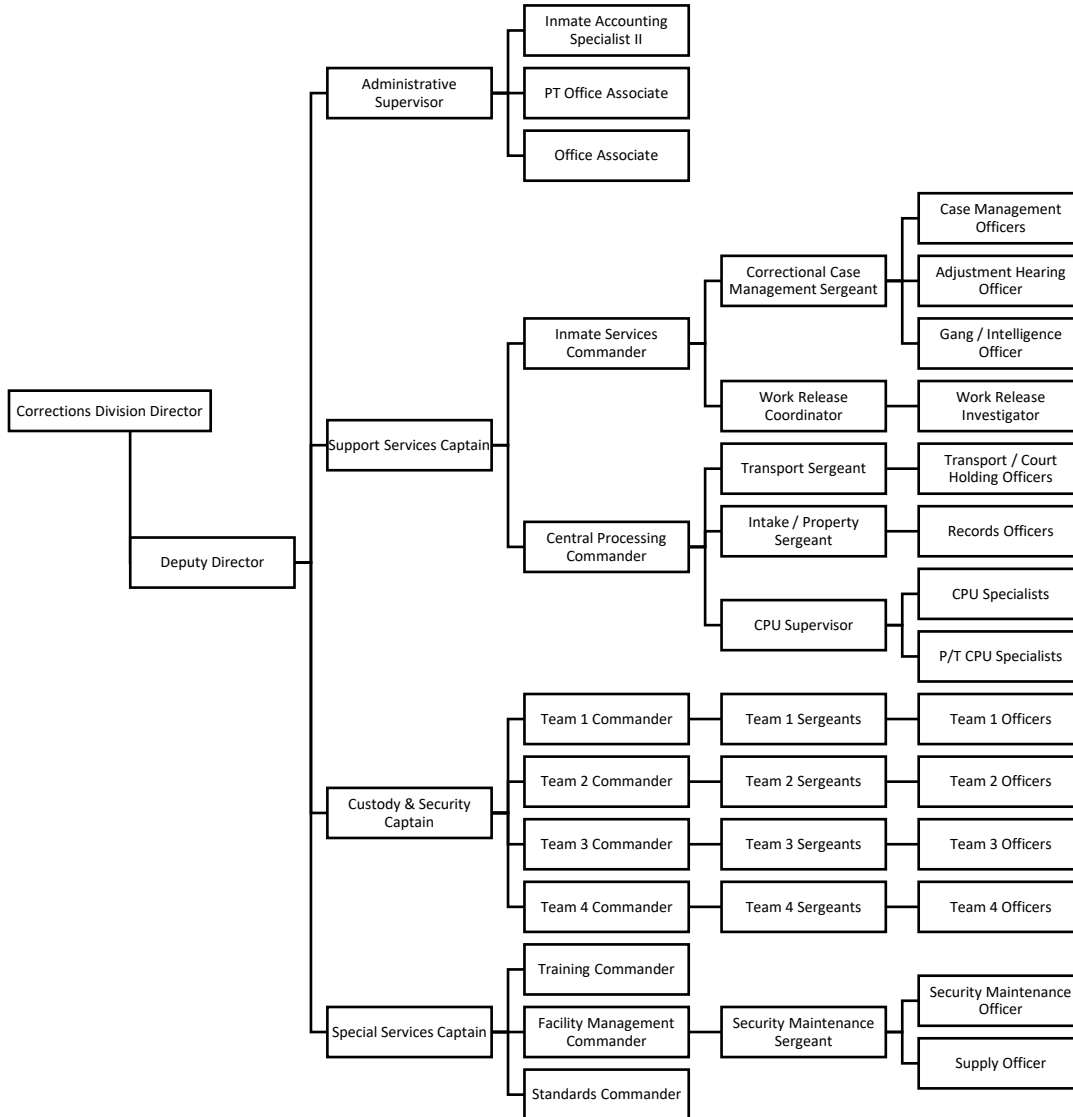 Inmate Accounting
Specialist II
Administrative
Supervisor
PT Office Associate
Office Associate
Case Management
Officers
Correctional Case
Management Sergeant
Adjustment Hearing
Officer
Inmate Services
Commander
Gang / Intelligence
Officer
Corrections Division Director
Work Release
Coordinator
Work Release
Investigator
Support Services Captain
Transport Sergeant
Transport / Court
Holding Officers
Deputy Director
Central Processing
Commander
Intake / Property
Sergeant
Records Officers
CPU Supervisor
CPU Specialists
P/T CPU Specialists
Custody & Security
Captain
Team 1 Commander
Team 1 Sergeants
Team 1 Officers
Team 2 Commander
Team 2 Sergeants
Team 2 Officers
Team 3 Commander
Team 3 Sergeants
Team 3 Officers
Team 4 Commander
Team 4 Sergeants
Team 4 Officers
Special Services Captain
Training Commander
Facility Management
Commander
Security Maintenance
Sergeant
Security Maintenance
Officer
Supply Officer
Standards Commander